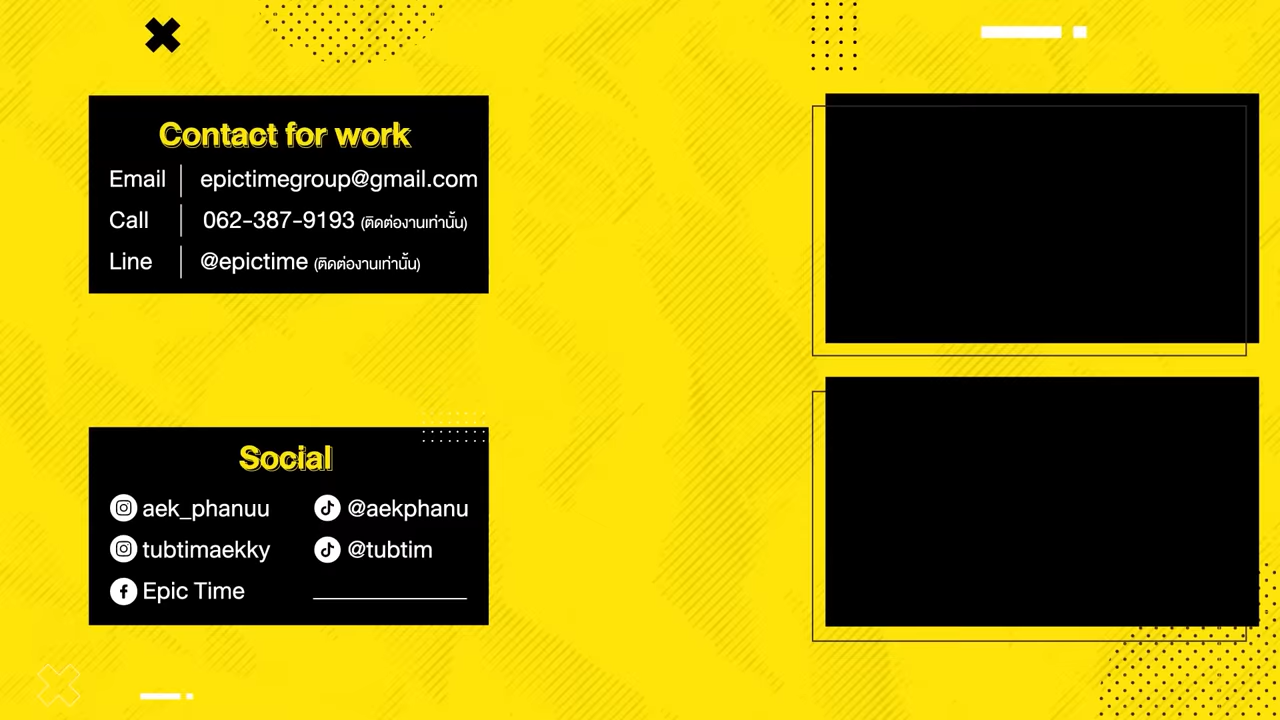 Contact for work
Email epictimegroup@gmail.com
Call 062-387-9193 (ติดต่องานเท่านั้น)
Line @epictime (ติดต่องานเท่านั้น)
Social
aek_phanuu @aekphanu
tubtimaekky @tubtim
Epic Time